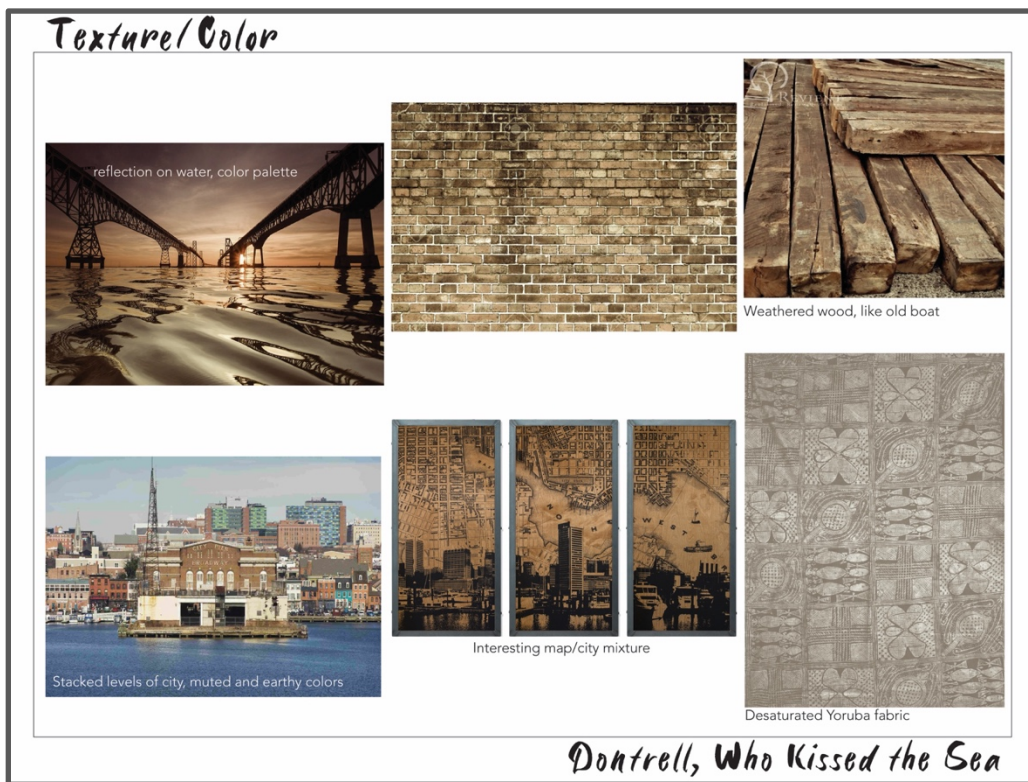 Texture/Color
reflection on water, color palette
Weathered wood, like old boat
Stacked levels of city, muted and earthy colors
Interesting map/city mixture
Desaturated Yoruba fabric
Dontrell, Who Kissed the Sea